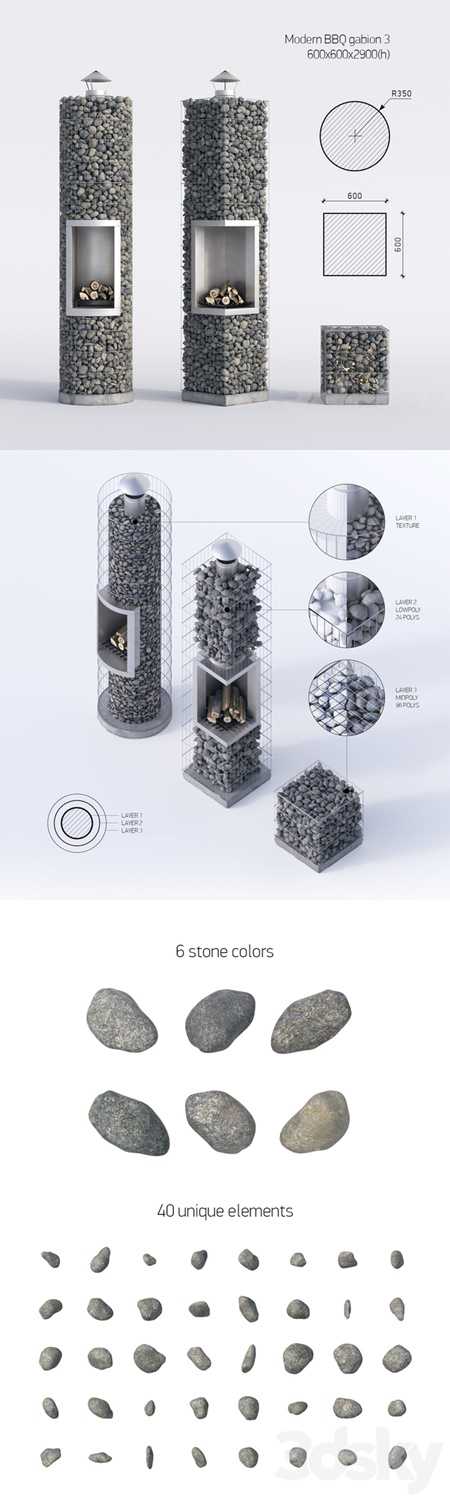 Modern BBQ gabion 3
600x600x2900(h)
R350
600
600
LAYER 1
TEXTURE
LAYER 2
LOWPOLY
24 POLYS
LAYER 3
MIDPOLY
96 POLYS
LAYER 1
LAYER 2
LAYER 3
6 stone colors
40 unique elements
3dsky